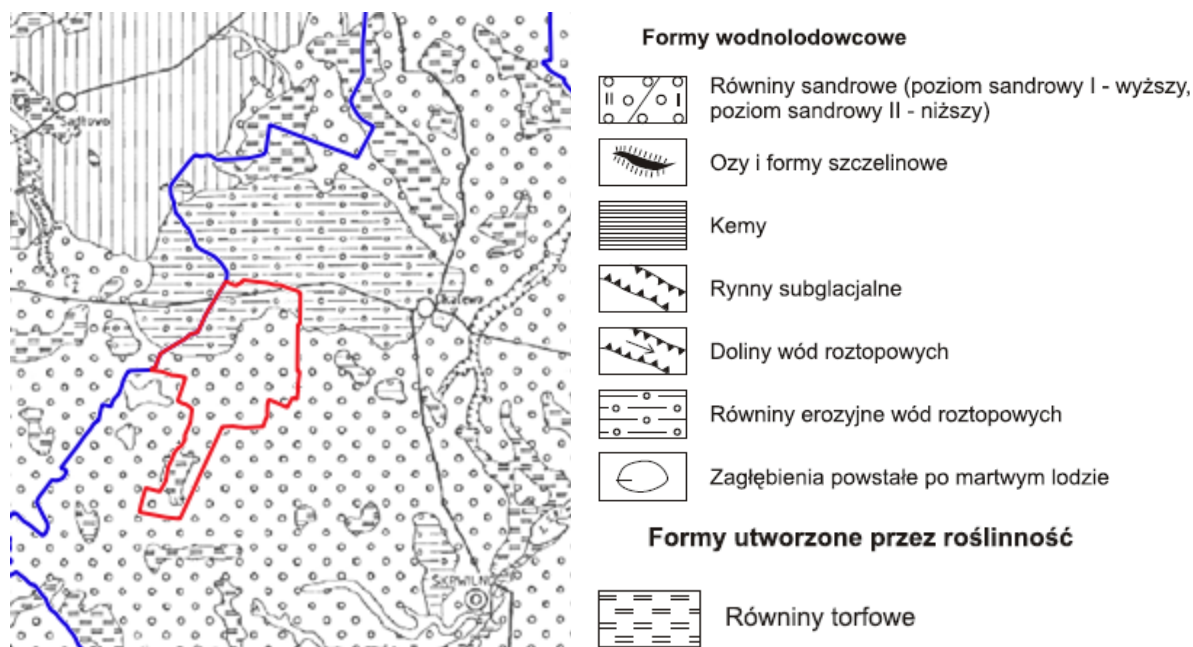 Formy wodnolodowcowe
Równiny sandrowe (poziom sandrowy I - wyższy,
poziom sandrowy II - niższy)
II
I
Ozy i formy szczelinowe
Kemy
Rynny subglacjalne
Doliny wód roztopowych
Równiny erozyjne wód roztopowych
Zagłębienia powstałe po martwym lodzie
Formy utworzone przez roślinność
Równiny torfowe